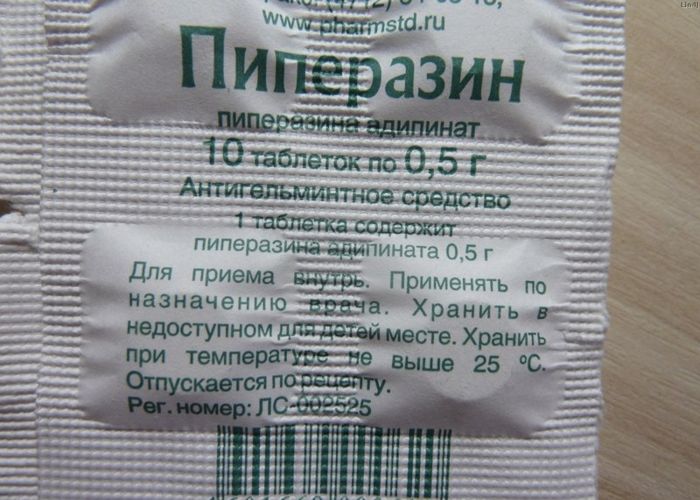 www.pharmstd.ru
Пиперазин
пиперазина адипинат
10 таблеток по 0,5 г
Антигельминтное средство
1 таблетка содержит
пиперазина адипината 0,5 г
Для приема внутрь. Применять по
назначению врача. Хранить в
недоступном для детей месте. Хранить
при температуре не выше 25 ºС.
Отпускается по рецепту.
Рег. номер: ЛС-002525